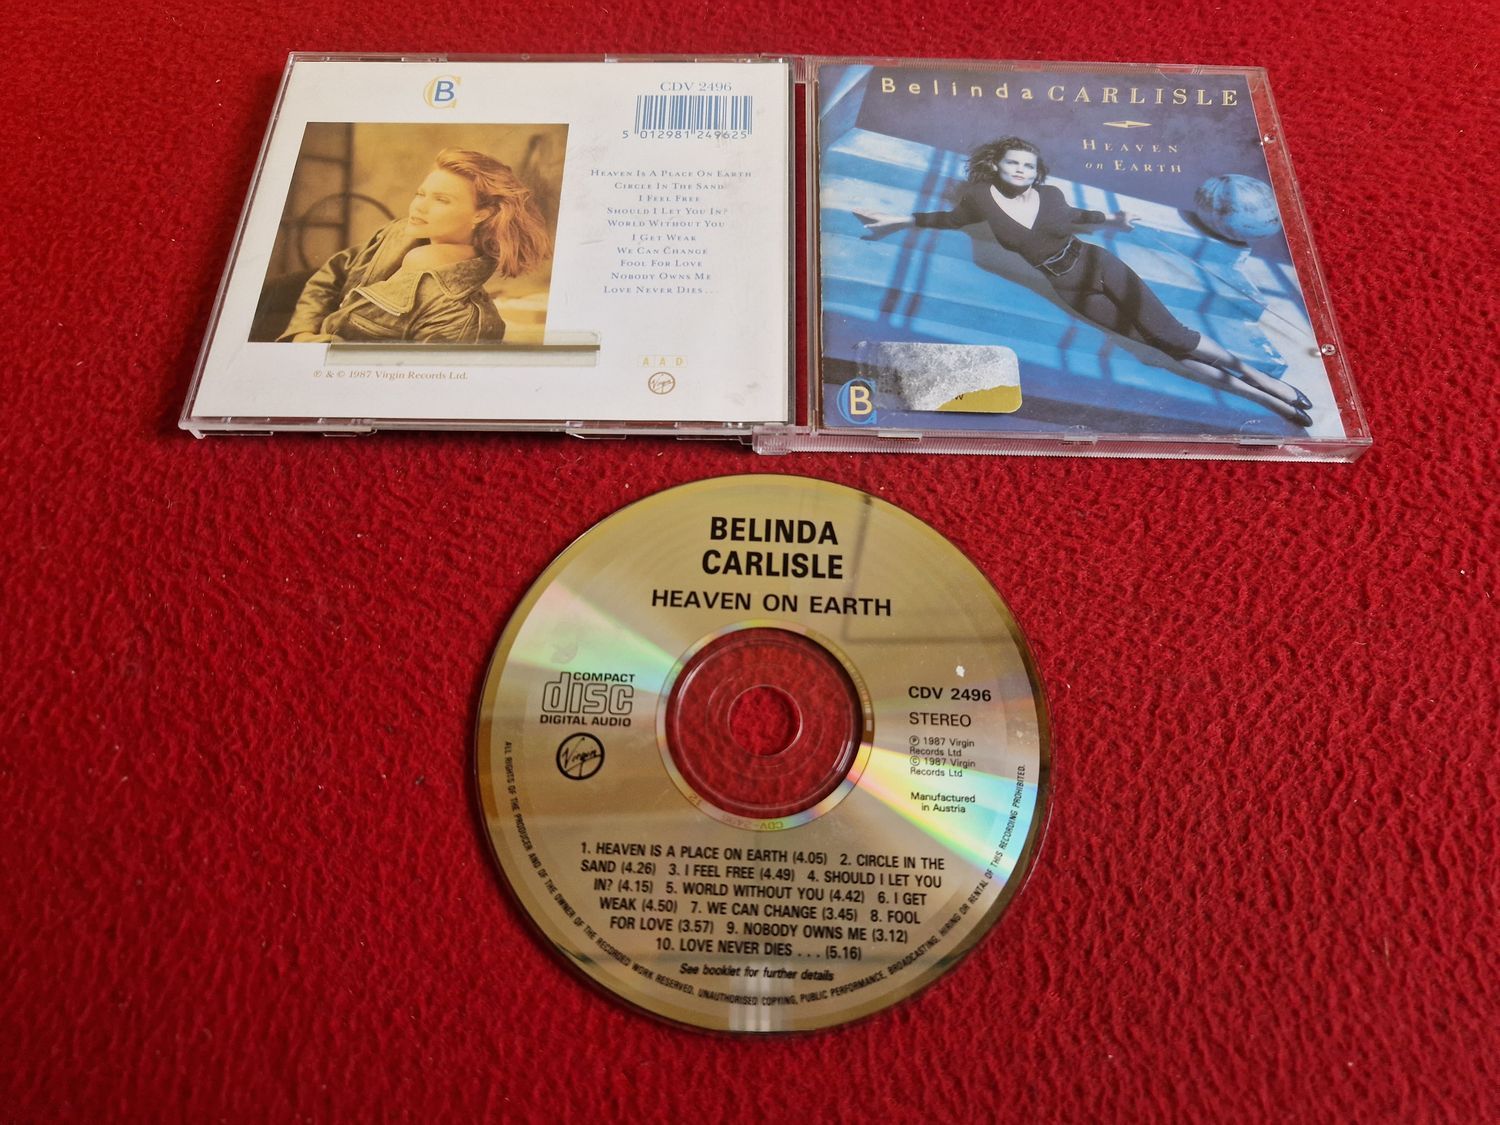 CB
CDV 2496
5 012981 249625
HEAVEN IS A PLACE ON EARTH
CIRCLE IN THE SAND
I FEEL FREE
SHOULD I LET YOU IN?
WORLD WITHOUT YOU
I GET WEAK
WE CAN CHANGE
FOOL FOR LOVE
NOBODY OWNS ME
LOVE NEVER DIES...
AAD
Virgin
℗ & © 1987 Virgin Records Ltd.
Belinda CARLISLE
HEAVEN
on EARTH
CB
BELINDA
CARLISLE
HEAVEN ON EARTH
COMPACT
disc
DIGITAL AUDIO
Virgin
CDV 2496
STEREO
℗ 1987 Virgin
Records Ltd
© 1987 Virgin
Records Ltd
Manufactured
in Austria
1. HEAVEN IS A PLACE ON EARTH (4.05) 2. CIRCLE IN THE
SAND (4.26) 3. I FEEL FREE (4.49) 4. SHOULD I LET YOU
IN? (4.15) 5. WORLD WITHOUT YOU (4.42) 6. I GET
WEAK (4.50) 7. WE CAN CHANGE (3.45) 8. FOOL
FOR LOVE (3.57) 9. NOBODY OWNS ME (3.12)
10. LOVE NEVER DIES . . . (5.16)
See booklet for further details
ALL RIGHTS OF THE PRODUCER AND OF THE OWNER OF THE RECORDED WORK RESERVED. UNAUTHORISED COPYING, PUBLIC PERFORMANCE, BROADCASTING, HIRING OR RENTAL OF THIS RECORDING PROHIBITED.